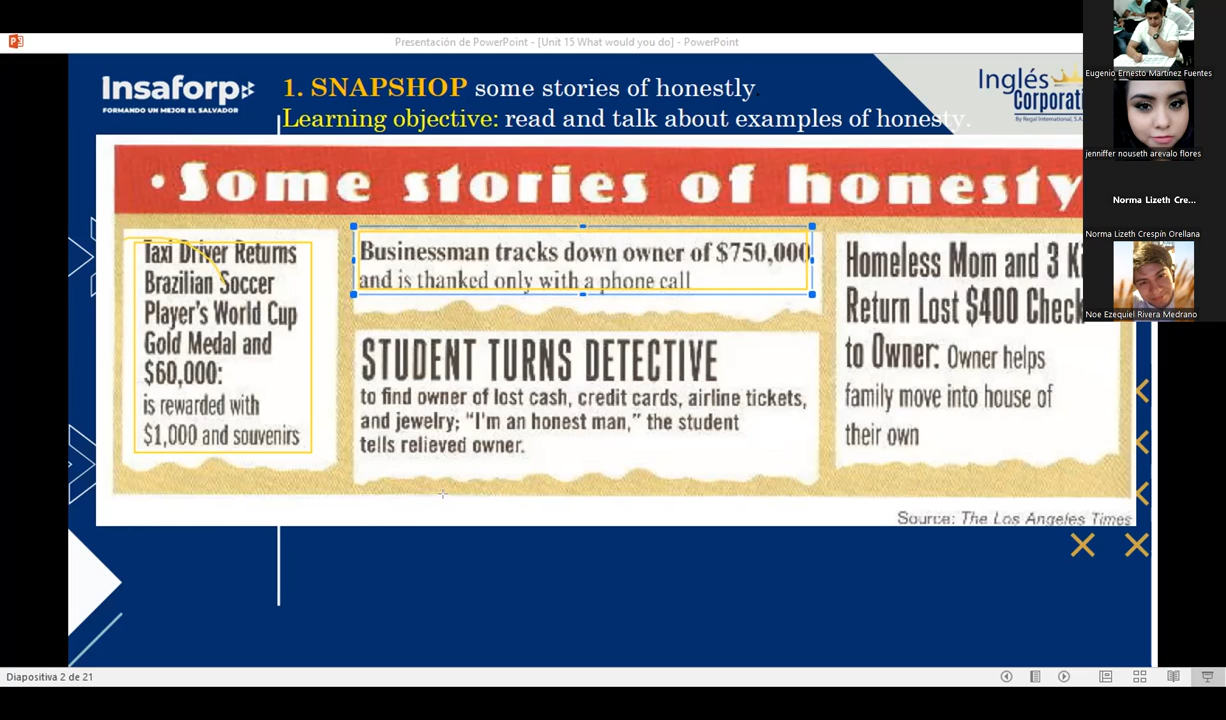 Presentación de PowerPoint - [Unit 15 What would you do] - PowerPoint
Insaforp
FORMANDO UN MEJOR EL SALVADOR
1. SNAPSHOP some stories of honestly.
Learning objective: read and talk about examples of honesty.
Inglés
Corporati
By Regal International, S.A.
• Some stories of honesty
Taxi Driver Returns
Brazilian Soccer
Player's World Cup
Gold Medal and
$60,000:
is rewarded with
$1,000 and souvenirs
Businessman tracks down owner of $750,000
and is thanked only with a phone call
STUDENT TURNS DETECTIVE
to find owner of lost cash, credit cards, airline tickets,
and jewelry; "I'm an honest man," the student
tells relieved owner.
Homeless Mom and 3 Ki
Return Lost $400 Check
to Owner: Owner helps
family move into house of
their own
Source: The Los Angeles Times
Eugenio Ernesto Martínez Fuentes
jenniffer nouseth arevalo flores
Norma Lizeth Cre...
Norma Lizeth Crespín Orellana
Noe Ezequiel Rivera Medrano
Diapositiva 2 de 21